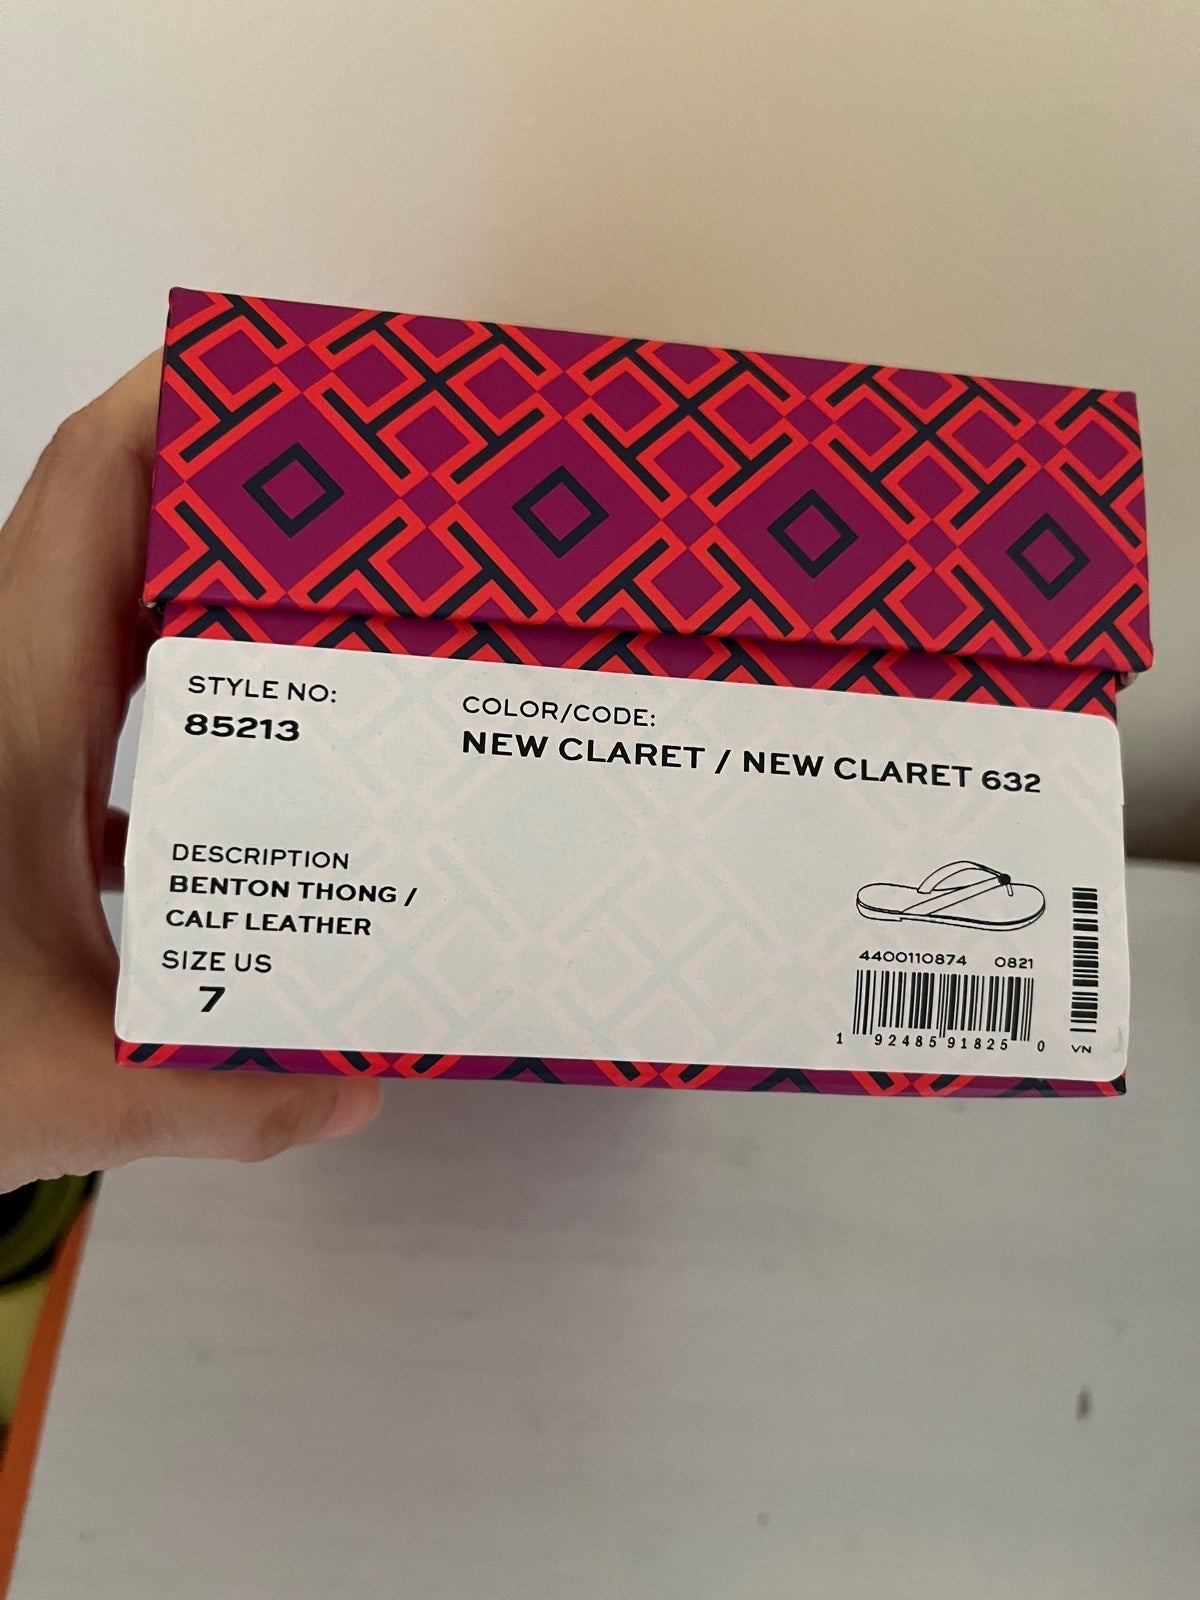 STYLE NO:
85213
COLOR/CODE:
NEW CLARET / NEW CLARET 632
DESCRIPTION
BENTON THONG /
CALF LEATHER
SIZE US
7
4400110874 0821
1 92485 91825 0
VN